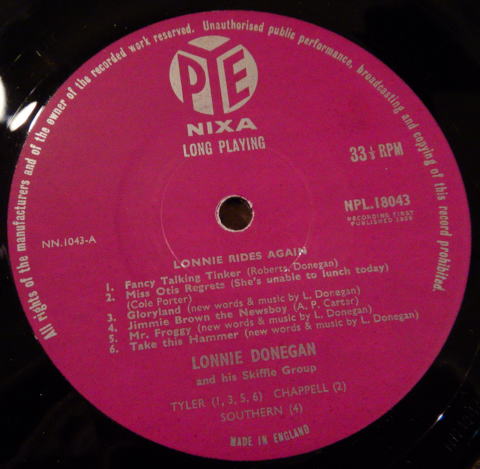 All rights of the manufacturers and of the owner of the recorded work reserved. Unauthorised public performance, broadcasting and copying of this record prohibited.
PYE
NIXA
LONG PLAYING
33⅓ RPM
NPL.18043
RECORDING FIRST
PUBLISHED 1959
NN.1043-A
LONNIE RIDES AGAIN
1. Fancy Talking Tinker (Roberts, Donegan)
2. Miss Otis Regrets (She's unable to lunch today)
(Cole Porter)
3. Gloryland (new words & music by L. Donegan)
4. Jimmie Brown the Newsboy (A. P. Carter)
5. Mr. Froggy (new words & music by L. Donegan)
6. Take this Hammer (new words & music by L. Donegan)
LONNIE DONEGAN
and his Skiffle Group
TYLER (1, 3, 5, 6) CHAPPELL (2)
SOUTHERN (4)
MADE IN ENGLAND